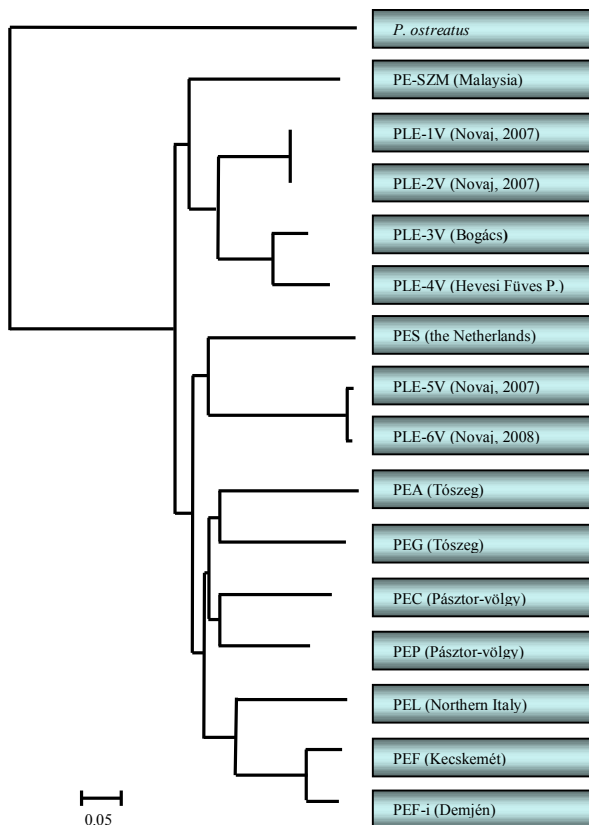 P. ostreatus
PE-SZM (Malaysia)
PLE-1V (Novaj, 2007)
PLE-2V (Novaj, 2007)
PLE-3V (Bogács)
PLE-4V (Hevesi Füves P.)
PES (the Netherlands)
PLE-5V (Novaj, 2007)
PLE-6V (Novaj, 2008)
PEA (Tószeg)
PEG (Tószeg)
PEC (Pásztor-völgy)
PEP (Pásztor-völgy)
PEL (Northern Italy)
PEF (Kecskemét)
PEF-i (Demjén)
0.05